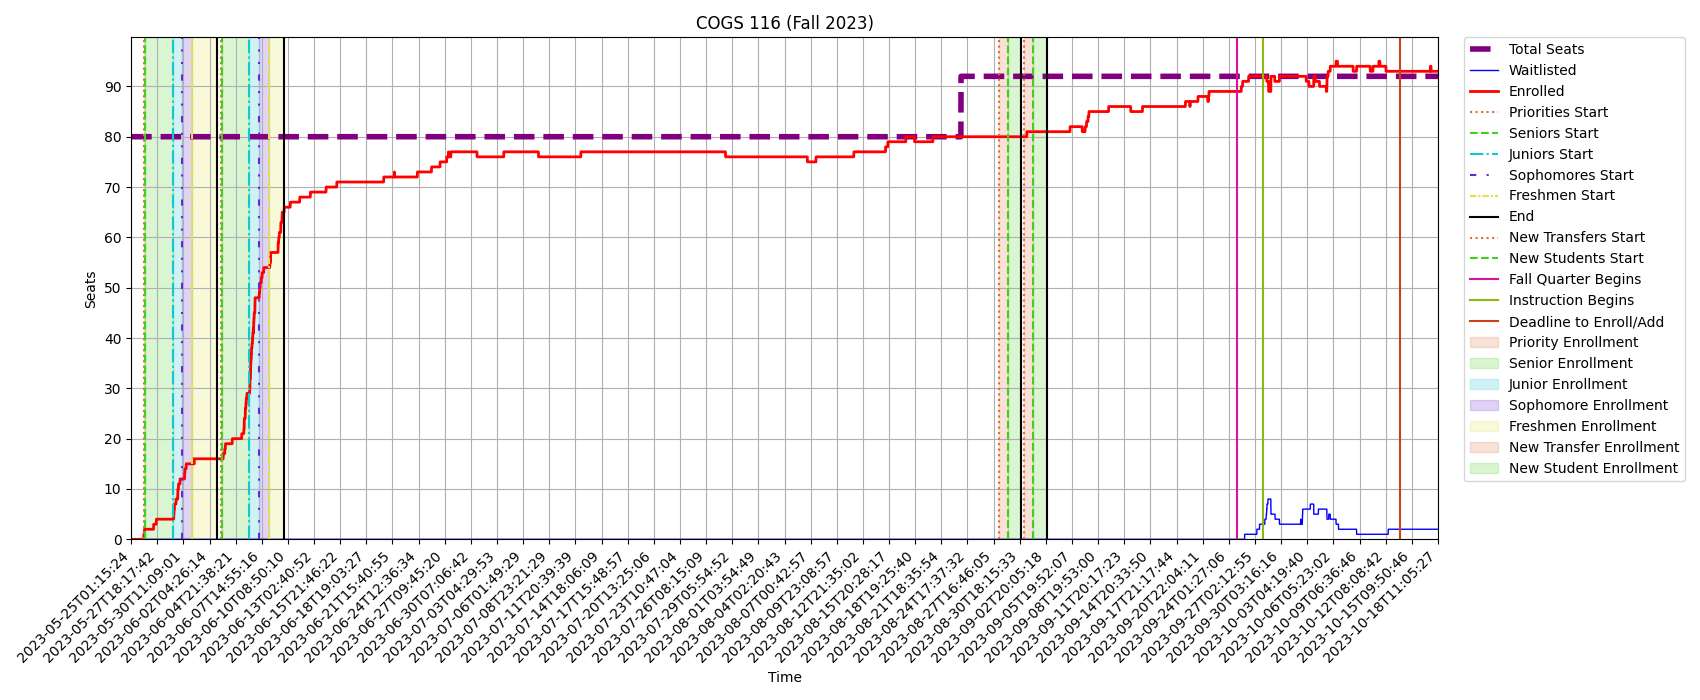 COGS 116 (Fall 2023)
Seats
90
80
70
60
50
40
30
20
10
0
2023-05-25T01:15:24
2023-05-27T18:17:42
2023-05-30T11:09:01
2023-06-02T04:26:14
2023-06-04T21:38:21
2023-06-07T14:55:16
2023-06-10T08:50:10
2023-06-13T02:40:52
2023-06-15T21:46:22
2023-06-18T19:03:27
2023-06-21T15:40:55
2023-06-24T12:36:34
2023-06-27T09:45:20
2023-06-30T07:06:42
2023-07-03T04:29:53
2023-07-06T01:49:29
2023-07-08T23:21:29
2023-07-11T20:39:39
2023-07-14T18:06:09
2023-07-17T15:48:57
2023-07-20T13:25:06
2023-07-23T10:47:04
2023-07-26T08:15:09
2023-07-29T05:54:52
2023-08-01T03:54:49
2023-08-04T02:20:43
2023-08-07T00:42:57
2023-08-09T23:08:57
2023-08-12T21:35:02
2023-08-15T20:28:17
2023-08-18T19:25:40
2023-08-21T18:35:54
2023-08-24T17:37:32
2023-08-27T16:46:05
2023-08-30T18:15:33
2023-09-02T20:05:18
2023-09-05T19:52:07
2023-09-08T19:53:00
2023-09-11T20:17:23
2023-09-14T20:33:50
2023-09-17T21:17:44
2023-09-20T22:04:11
2023-09-24T01:27:06
2023-09-27T02:12:55
2023-09-30T03:16:16
2023-10-03T04:19:40
2023-10-06T05:23:02
2023-10-09T06:36:46
2023-10-12T08:08:42
2023-10-15T09:50:46
2023-10-18T11:05:27
Time
Total Seats
Waitlisted
Enrolled
Priorities Start
Seniors Start
Juniors Start
Sophomores Start
Freshmen Start
End
New Transfers Start
New Students Start
Fall Quarter Begins
Instruction Begins
Deadline to Enroll/Add
Priority Enrollment
Senior Enrollment
Junior Enrollment
Sophomore Enrollment
Freshmen Enrollment
New Transfer Enrollment
New Student Enrollment